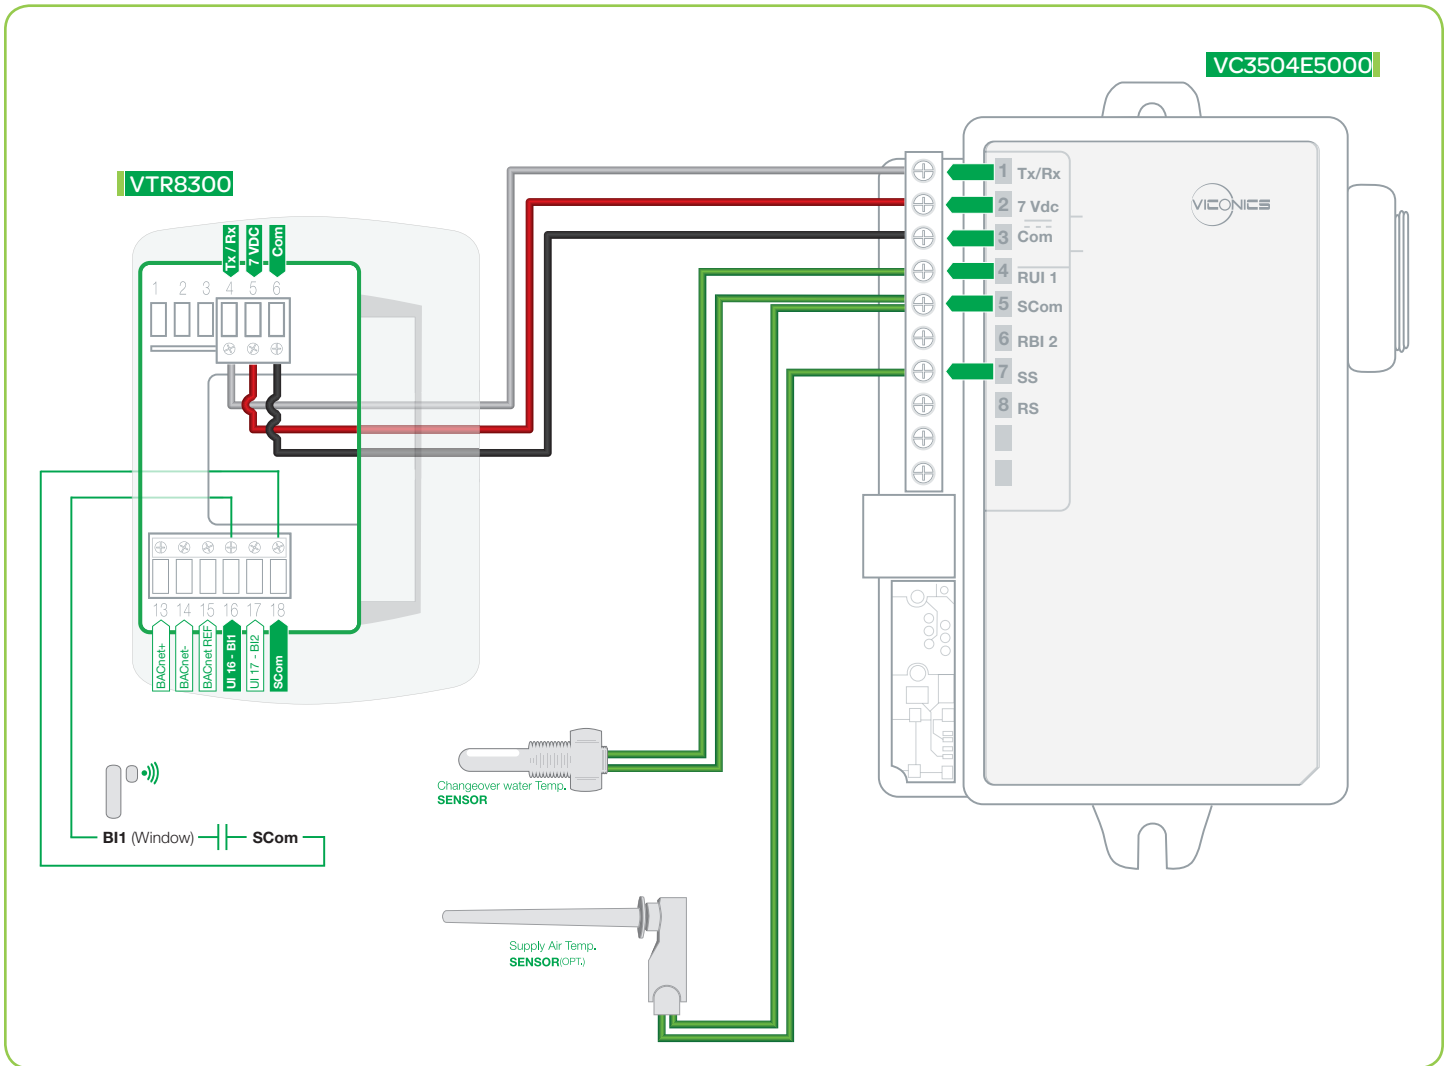 VC3504E5000
VTR8300
Tx / Rx
7 VDC
Com
1 2 3 4 5 6
1 Tx/Rx
2 7 Vdc
3 Com
4 RUI 1
5 SCom
6 RBI 2
7 SS
8 RS
VICONICS
13 14 15 16 17 18
BACnet+
BACnet-
BACnet REF
UI 16 - BI1
UI 17 - BI2
SCom
Changeover water Temp.
SENSOR
BI1 (Window)
SCom
Supply Air Temp.
SENSOR(OPT.)